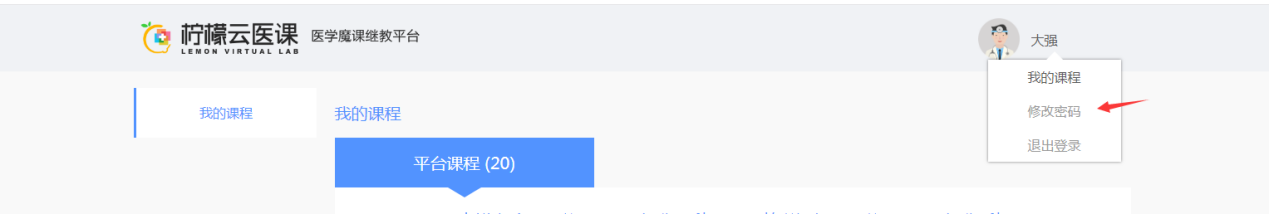 柠檬云医课 医学魔课继教平台
LEMON VIRTUAL LAB
大强
我的课程
修改密码
退出登录
我的课程
我的课程
平台课程 (20)